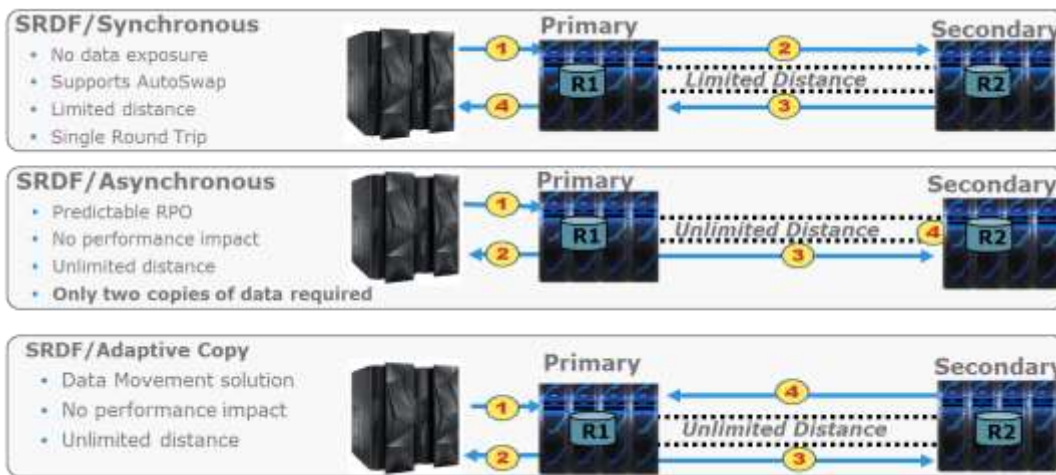 SRDF/Synchronous
• No data exposure
• Supports AutoSwap
• Limited distance
• Single Round Trip
Primary
Secondary
1
2
Limited Distance
R1
R2
4
3
SRDF/Asynchronous
• Predictable RPO
• No performance impact
• Unlimited distance
• Only two copies of data required
Primary
Secondary
1
R1
Unlimited Distance
4
R2
2
3
SRDF/Adaptive Copy
• Data Movement solution
• No performance impact
• Unlimited distance
Primary
Secondary
4
1
R1
Unlimited Distance
R2
2
3